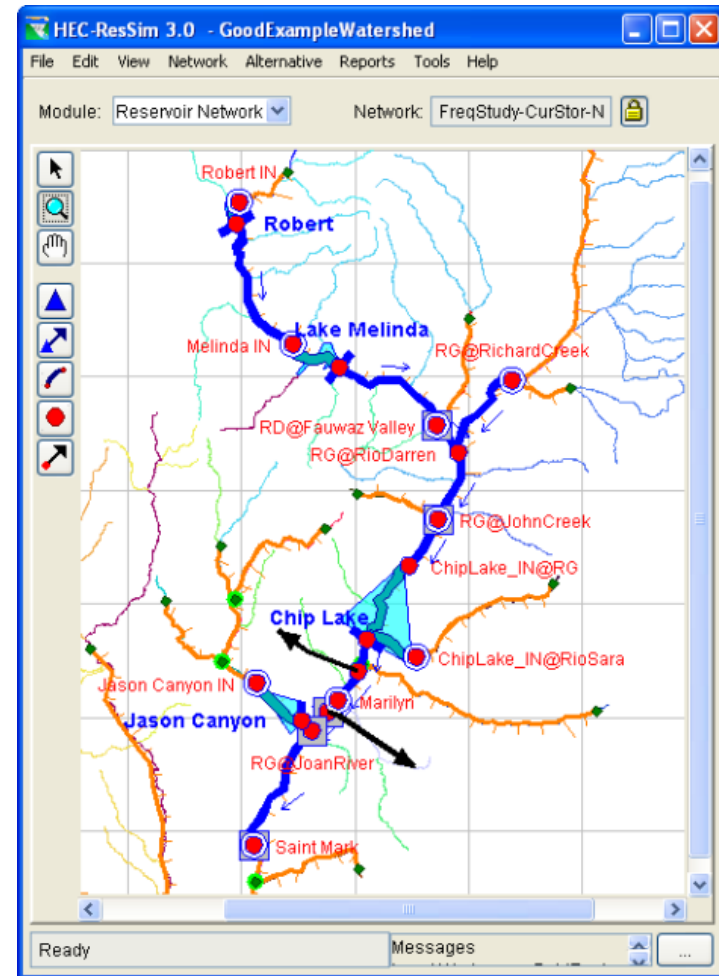 HEC-ResSim 3.0 - GoodExampleWatershed
File Edit View Network Alternative Reports Tools Help
Module: Reservoir Network Network: FreqStudy-CurStor-N
Robert IN
Robert
Lake Melinda
Melinda IN
RG@RichardCreek
RD@Fauwaz Valley
RG@RioDarren
RG@JohnCreek
ChipLake_IN@RG
Chip Lake
ChipLake_IN@RioSara
Jason Canyon IN
Marilyn
Jason Canyon
RG@JoanRiver
Saint Mark
Ready
Messages
...